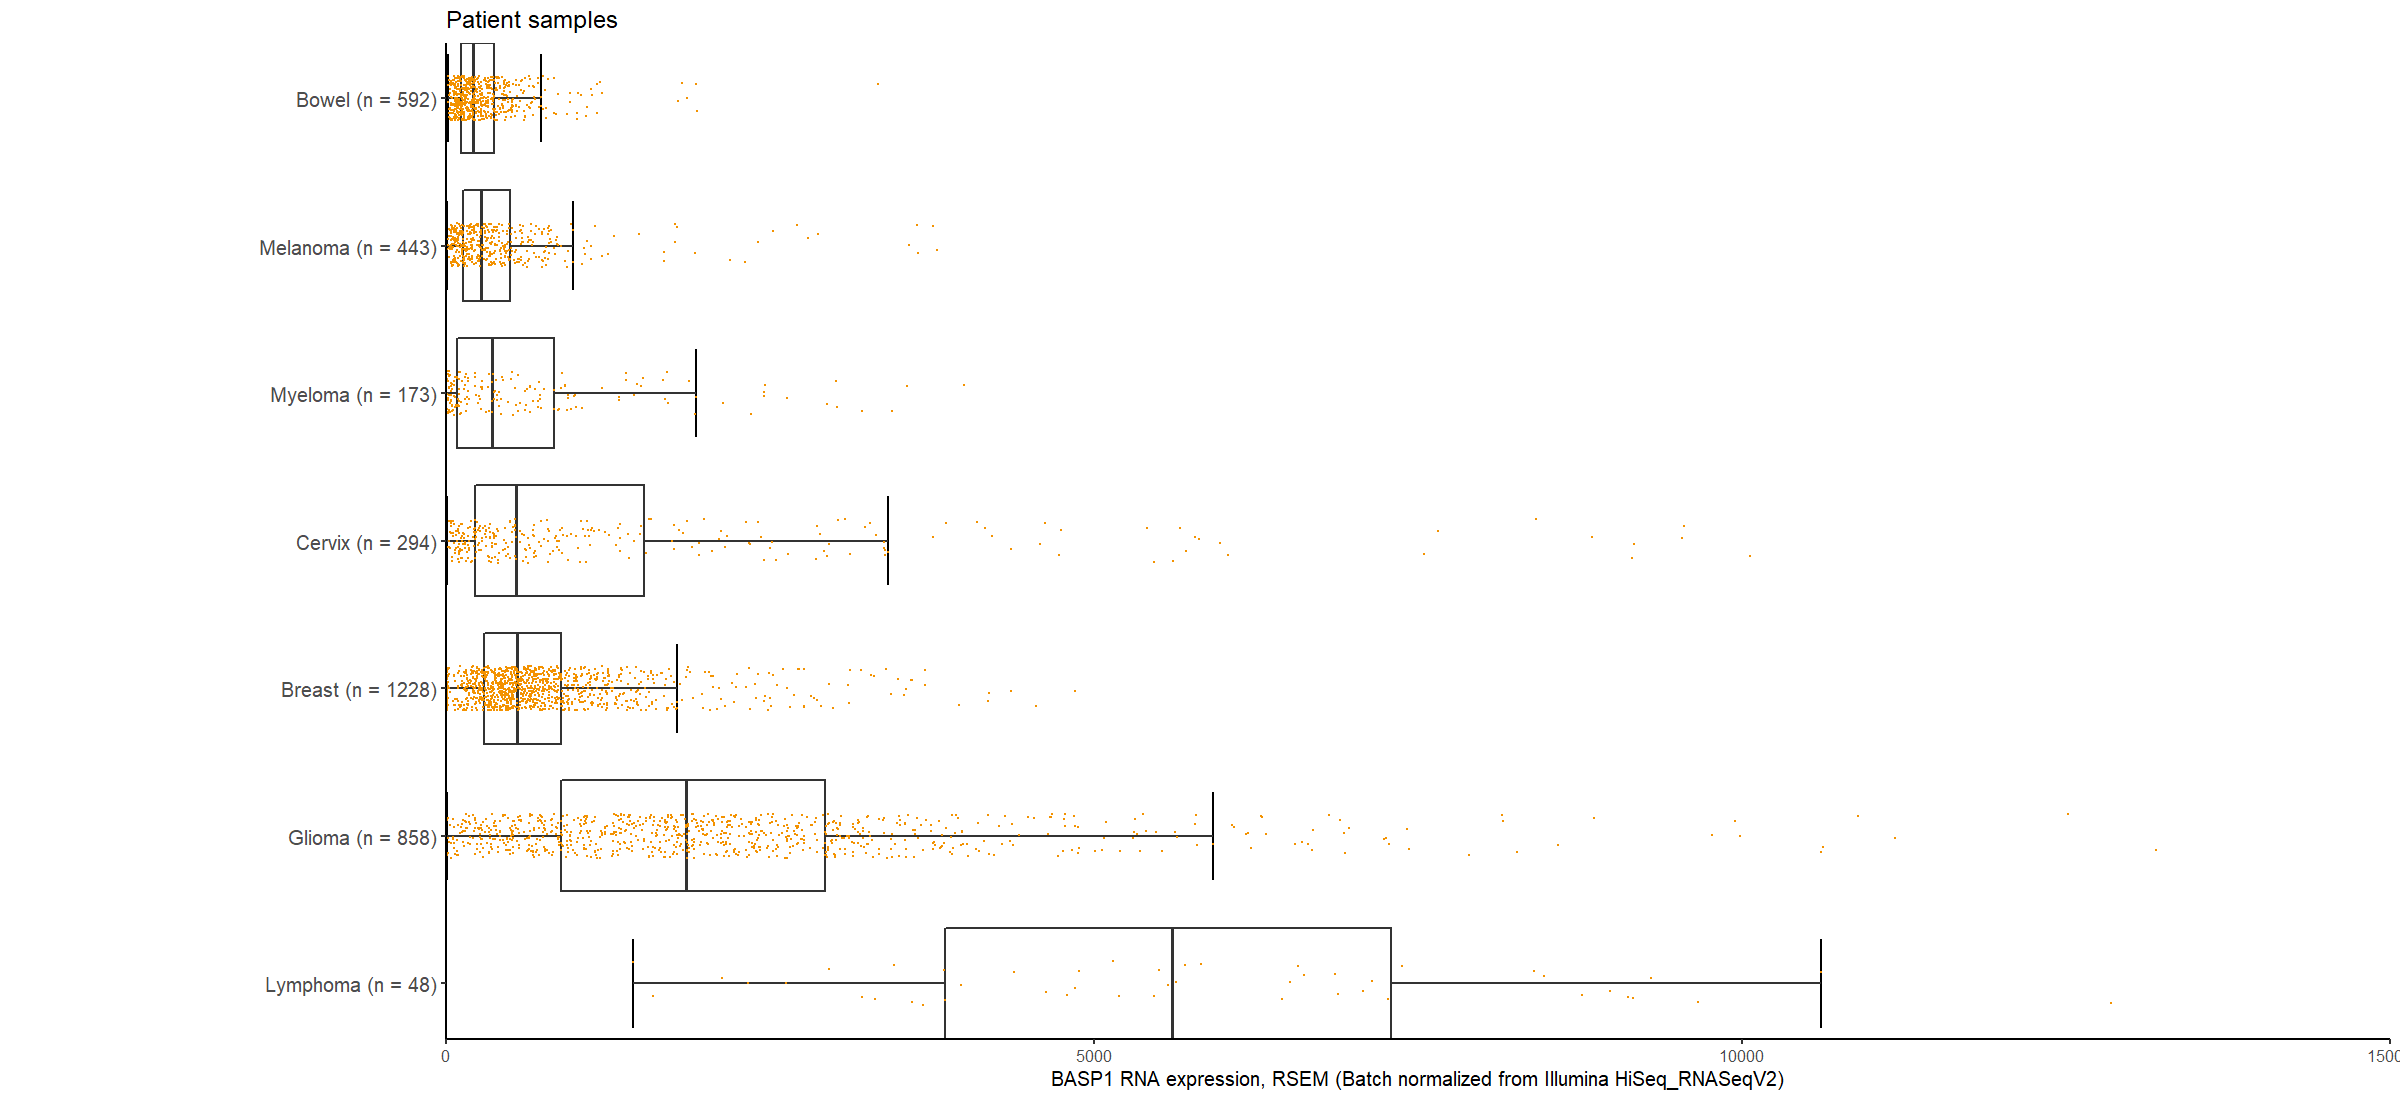 Patient samples
Bowel (n = 592)
Melanoma (n = 443)
Myeloma (n = 173)
Cervix (n = 294)
Breast (n = 1228)
Glioma (n = 858)
Lymphoma (n = 48)
0 5000 10000 1500
BASP1 RNA expression, RSEM (Batch normalized from Illumina HiSeq_RNASeqV2)